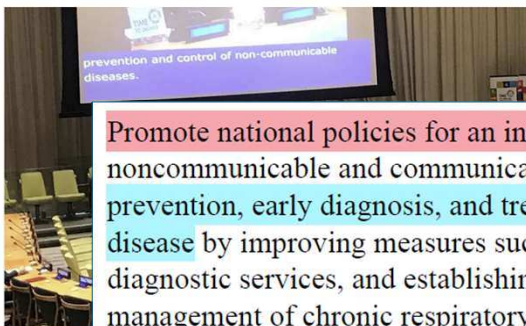 TIME
prevention and control of non-communicable
diseases.
Promote national policies for an in
noncommunicable and communica
prevention, early diagnosis, and tre
disease by improving measures suc
diagnostic services, and establishin
management of chronic respiratory